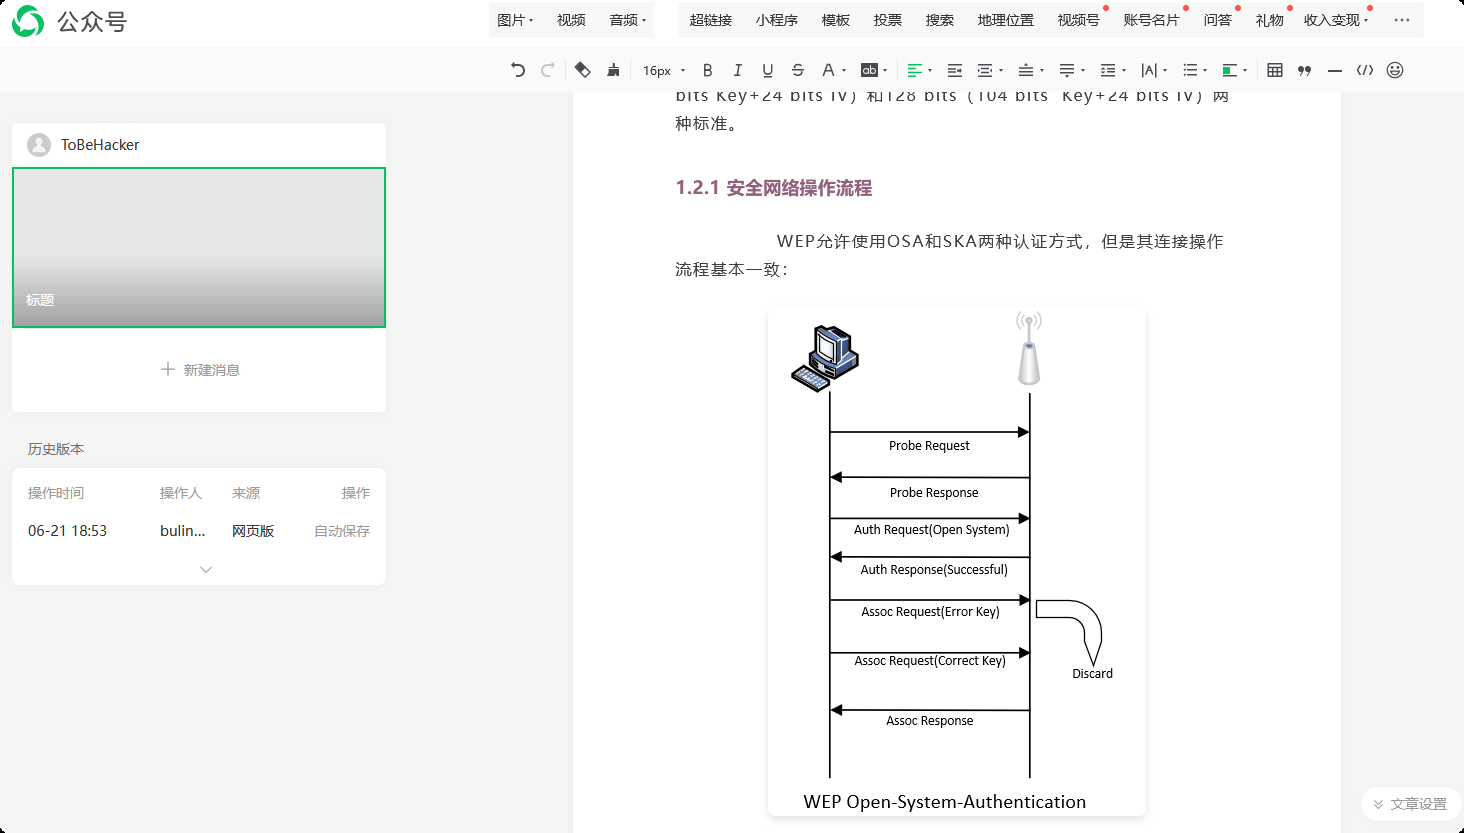 公众号
图片 视频 音频 超链接 小程序 模板 投票 搜索 地理位置 视频号 账号名片 问答 礼物 收入变现 ···
16px B I U S A ab A
ToBeHacker
标题
新建消息
历史版本
操作时间 操作人 来源 操作
06-21 18:53 bulin... 网页版 自动保存
bits Key+24 bits IV）和128 bits（104 bits Key+24 bits IV）两
种标准。
1.2.1 安全网络操作流程
WEP允许使用OSA和SKA两种认证方式，但是其连接操作
流程基本一致：
Probe Request
Probe Response
Auth Request(Open System)
Auth Response(Successful)
Assoc Request(Error Key)
Assoc Request(Correct Key)
Discard
Assoc Response
WEP Open-System-Authentication
文章设置